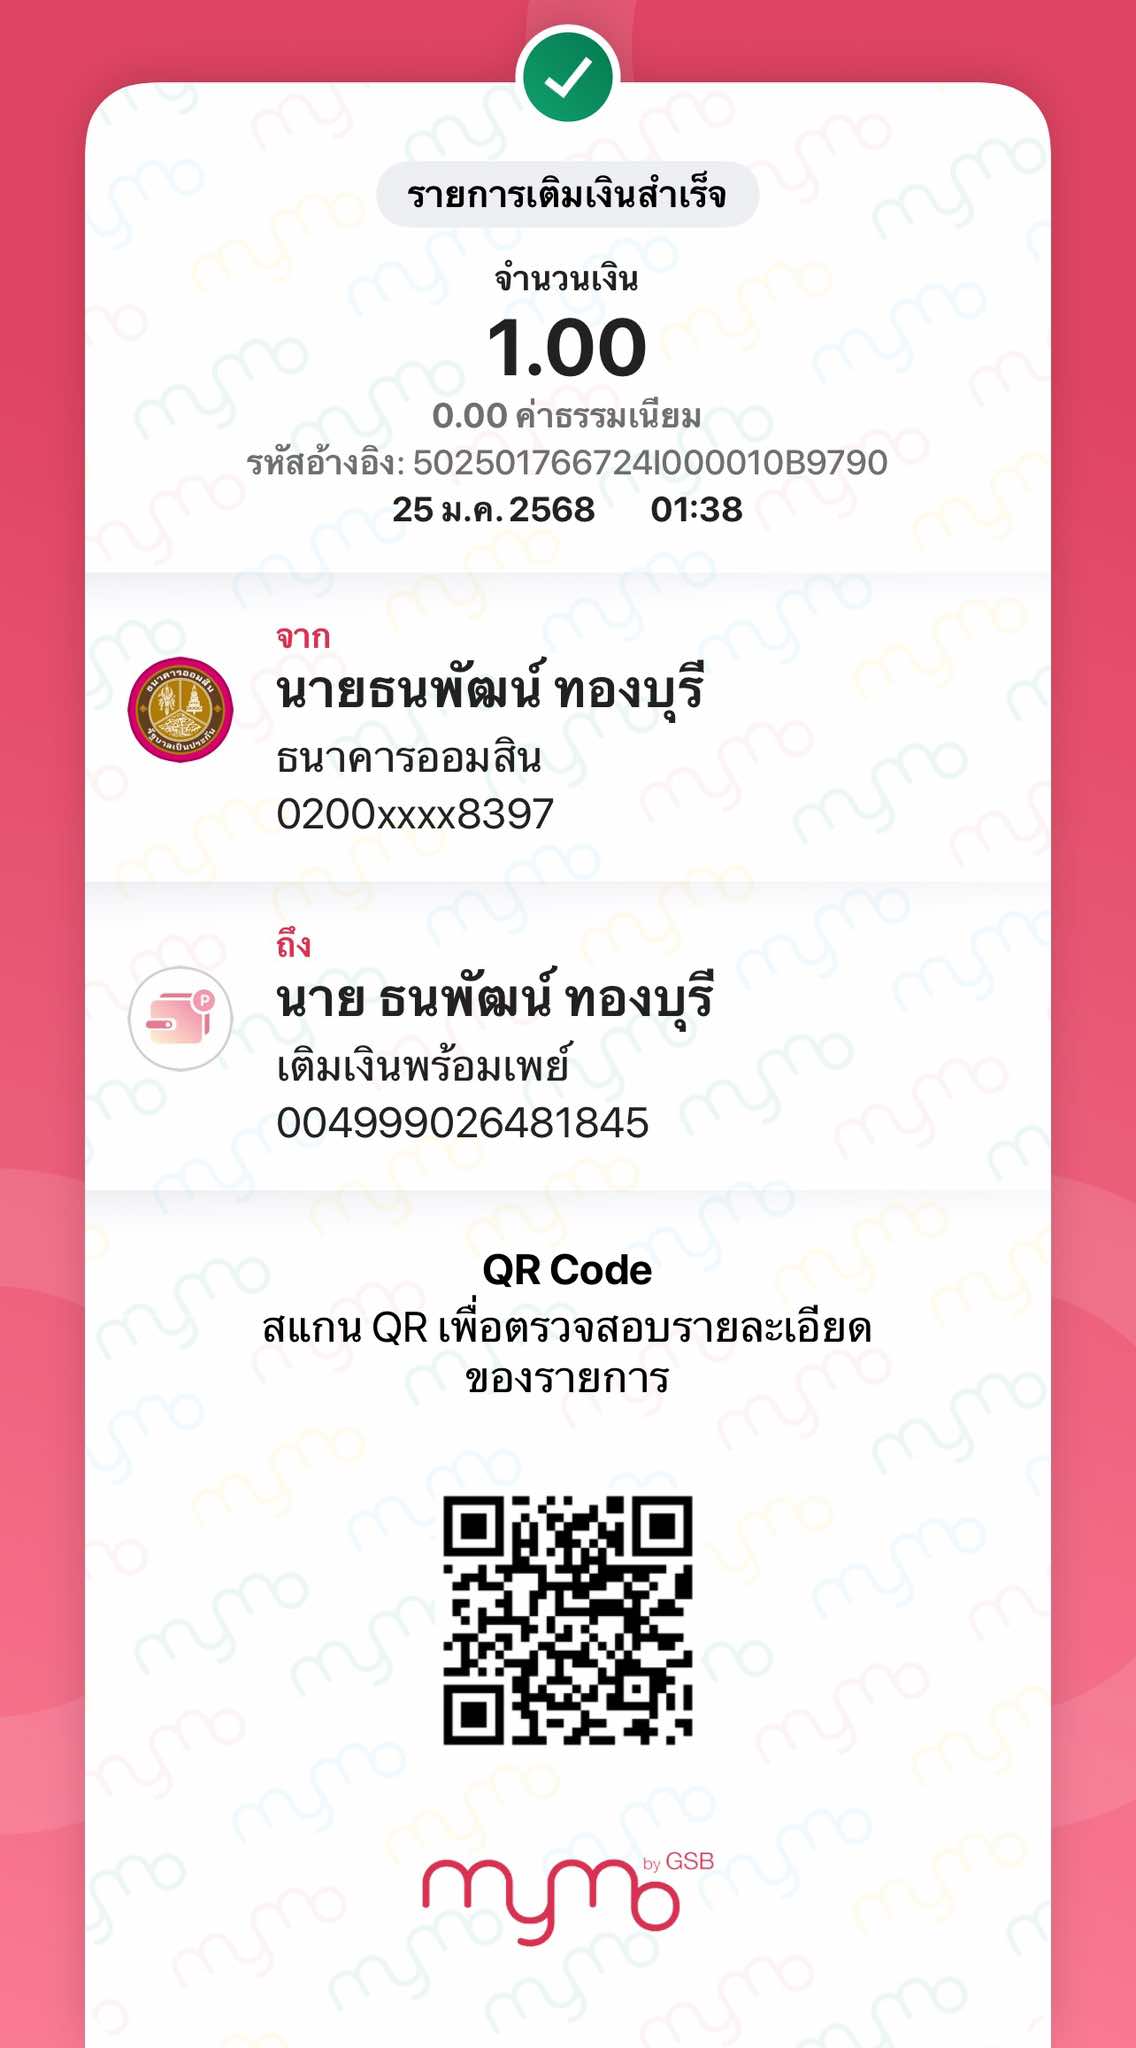 รายการเติมเงินสำเร็จ
จำนวนเงิน
1.00
0.00 ค่าธรรมเนียม
รหัสอ้างอิง: 502501766724I000010B9790
25 ม.ค. 2568 01:38
จาก
นายธนพัฒน์ ทองบุรี
ธนาคารออมสิน
0200xxxx8397
ถึง
นาย ธนพัฒน์ ทองบุรี
เติมเงินพร้อมเพย์
004999026481845
QR Code
สแกน QR เพื่อตรวจสอบรายละเอียด
ของรายการ
mymo by GSB